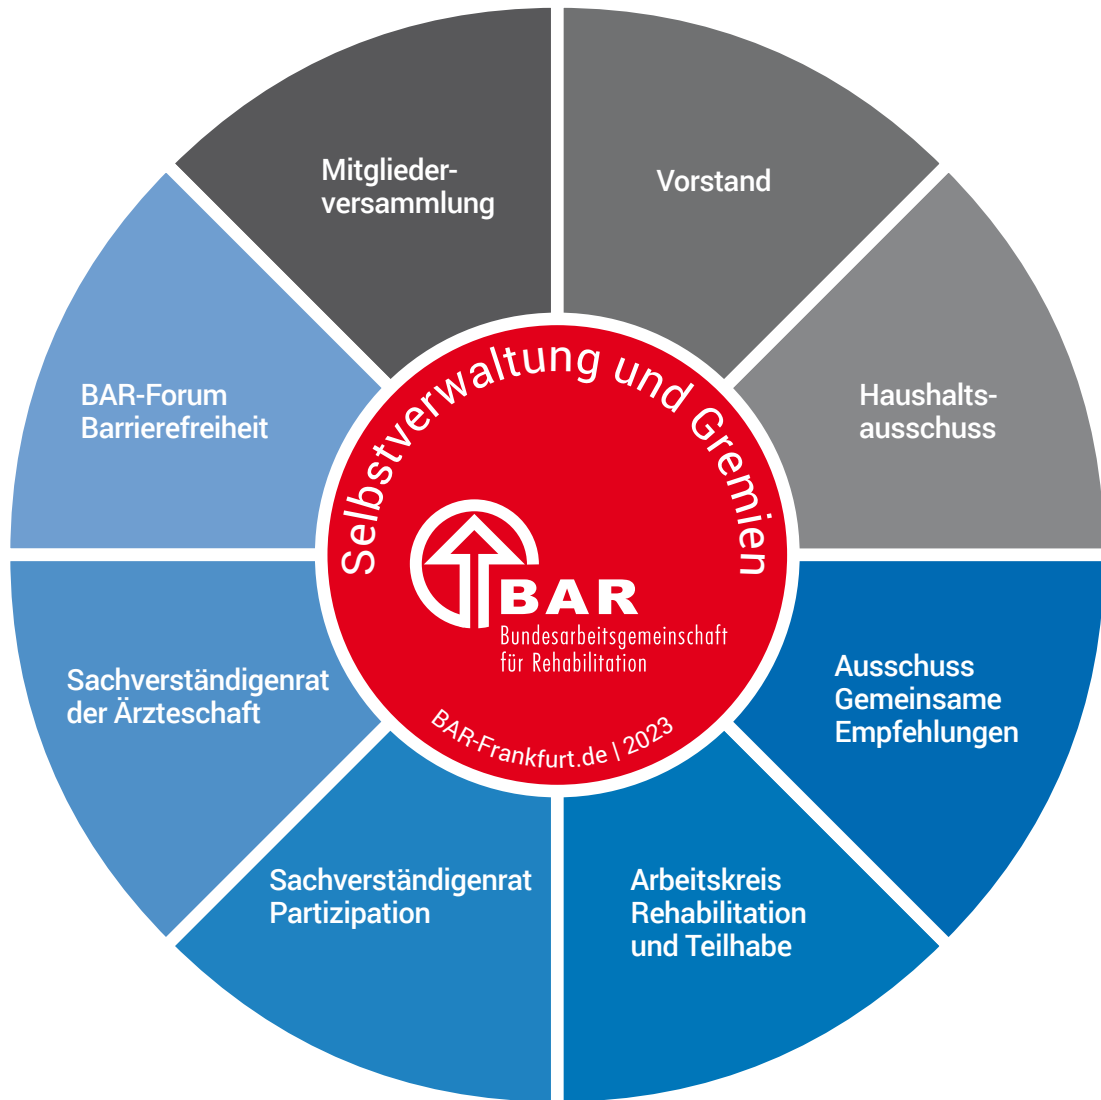 Mitglieder-
versammlung
Vorstand
Haushalts-
ausschuss
Ausschuss
Gemeinsame
Empfehlungen
Arbeitskreis
Rehabilitation
und Teilhabe
Sachverständigenrat
Partizipation
Sachverständigenrat
der Ärzteschaft
BAR-Forum
Barrierefreiheit
Selbstverwaltung und Gremien
BAR
Bundesarbeitsgemeinschaft
für Rehabilitation
BAR-Frankfurt.de | 2023